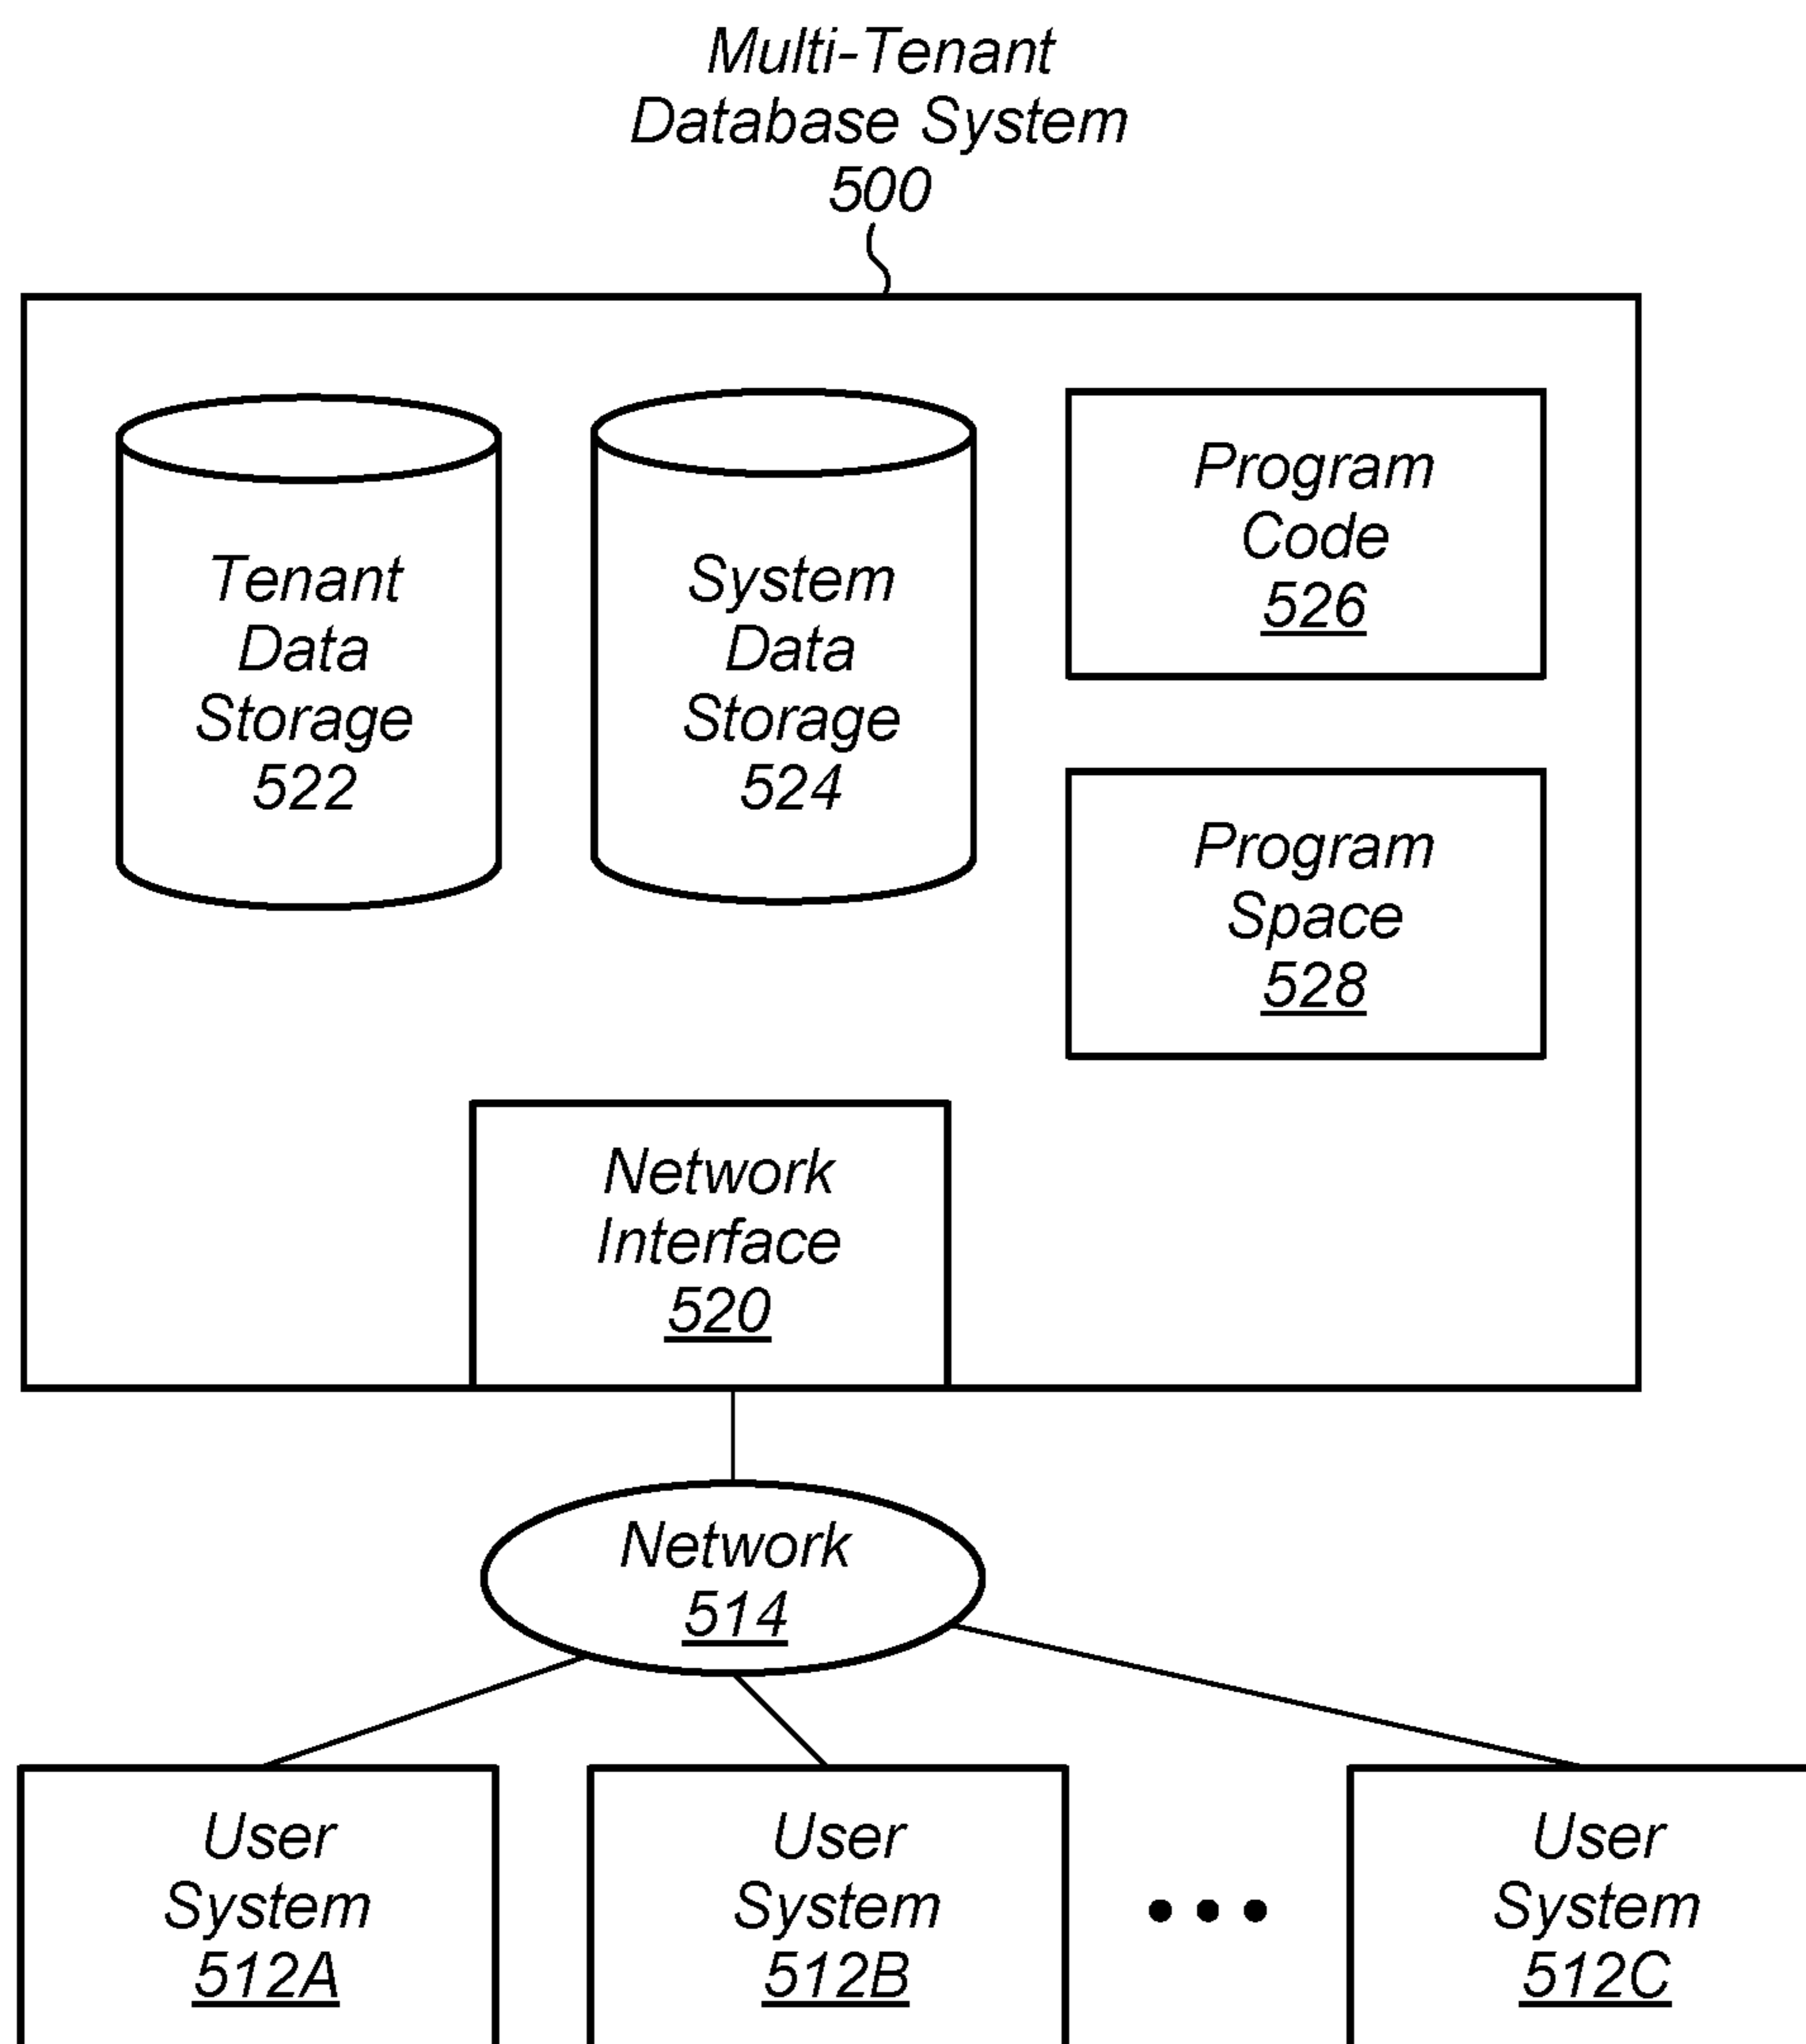 Multi-Tenant
Database System
500
Tenant
Data
Storage
522
System
Data
Storage
524
Program
Code
526
Program
Space
528
Network
Interface
520
Network
514
User
System
512A
User
System
512B
User
System
512C